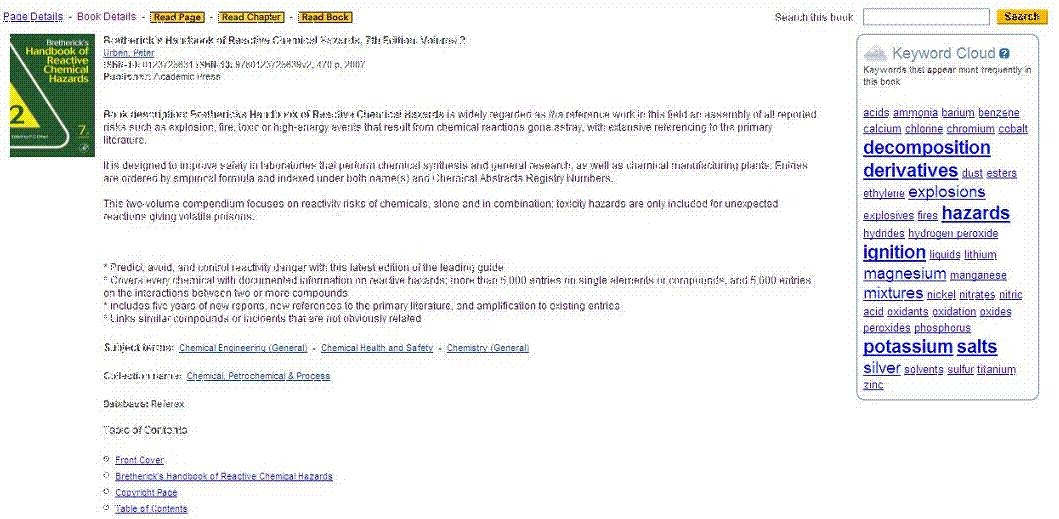 Page Details - Book Details - Read Page - Read Chapter - Read Book
Search this book Search
Bretherick's
Handbook of
Reactive
Chemical
Hazards
2
7
Bretherick's Handbook of Reactive Chemical Hazards, 7th Edition, Volume 2
Urben, Peter
2007
Publisher: Academic Press
Book description: Brethericks Handbook of Reactive Chemical Hazards is widely regarded as the reference work in this field an assembly of all reported
risks such as explosion, fire, toxic or high-energy events that result from chemical reactions gone astray, with extensive referencing to the primary
literature.
It is designed to improve safety in laboratories that perform chemical synthesis and general research, as well as chemical manufacturing plants. Entries
are ordered by empirical formula and indexed under both name(s) and Chemical Abstracts Registry Numbers.
This two-volume compendium focuses on reactivity risks of chemicals, alone and in combination; toxicity hazards are only included for unexpected
reactions giving volatile poisons.
* Predict, avoid, and control reactivity danger with this latest edition of the leading guide
* Covers every chemical with documented information on reactive hazards; more than 5,000 entries on single elements or compounds, and 5,000 entries
on the interactions between two or more compounds
* Includes five years of new reports, new references to the primary literature, and amplification to existing entries
* Links similar compounds or incidents that are not obviously related
Subject terms: Chemical Engineering (General) - Chemical Health and Safety - Chemistry (General)
Collection name: Chemical, Petrochemical & Process
Database: Referex
Table of Contents
Front Cover
Bretherick's Handbook of Reactive Chemical Hazards
Copyright Page
Table of Contents
Keyword Cloud ?
Keywords that appear most frequently in
this book
acids ammonia barium benzene
calcium chlorine chromium cobalt
decomposition
derivatives dust esters
ethylene explosions
explosives fires hazards
hydrides hydrogen peroxide
ignition liquids lithium
magnesium manganese
mixtures nickel nitrates nitric
acid oxidants oxidation oxides
peroxides phosphorus
potassium salts
silver solvents sulfur titanium
zinc